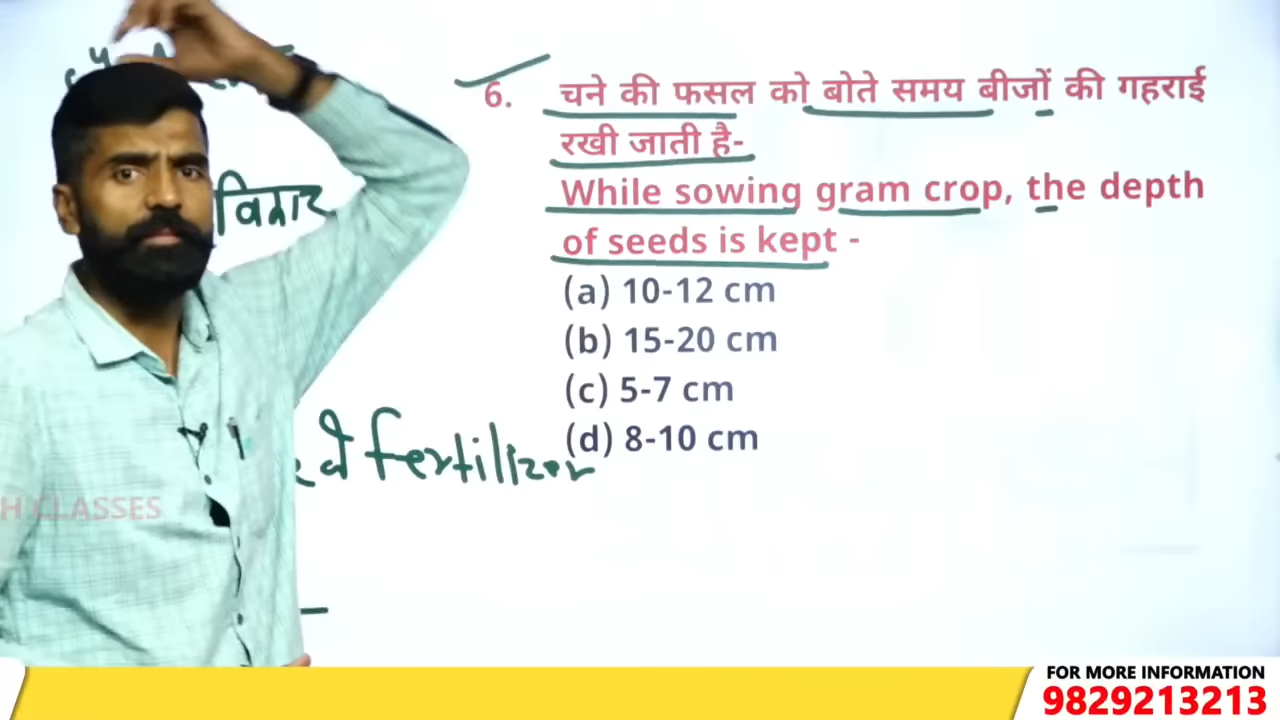 6. चने की फसल को बोते समय बीजों की गहराई
रखी जाती है-
While sowing gram crop, the depth
of seeds is kept -
(a) 10-12 cm
(b) 15-20 cm
(c) 5-7 cm
(d) 8-10 cm
fertilizer
H CLASSES
FOR MORE INFORMATION
9829213213